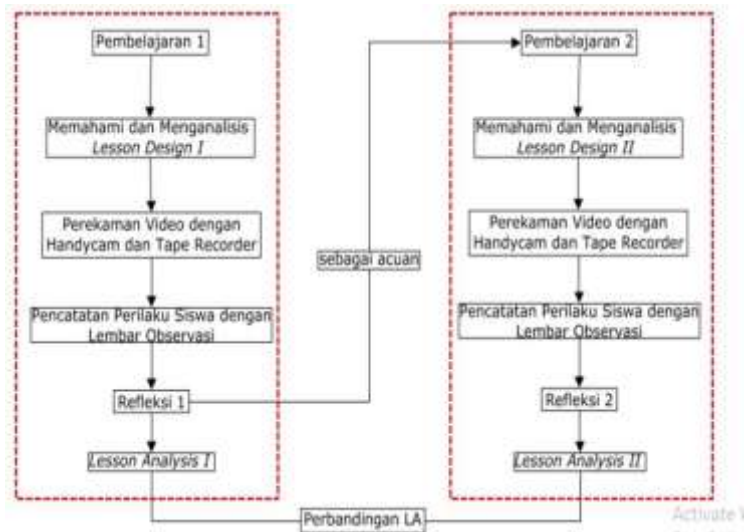 Pembelajaran 1
Memahami dan Menganalisis
Lesson Design I
Perekaman Video dengan
Handycam dan Tape Recorder
Pencatatan Perilaku Siswa dengan
Lembar Observasi
Refleksi 1
Lesson Analysis I
sebagai acuan
Pembelajaran 2
Memahami dan Menganalisis
Lesson Design II
Perekaman Video dengan
Handycam dan Tape Recorder
Pencatatan Perilaku Siswa dengan
Lembar Observasi
Refleksi 2
Lesson Analysis II
Perbandingan LA
Activate W